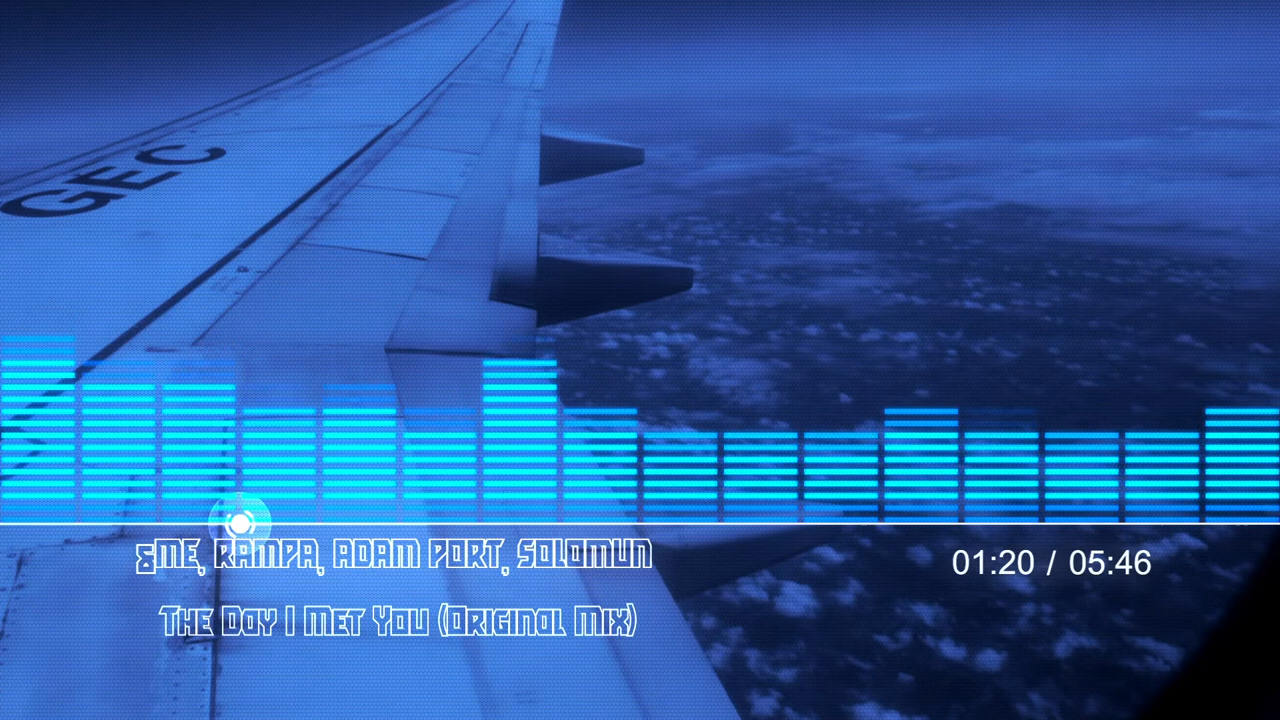 GEC
&ME, RAMPA, ADAM PORT, SOLOMUN
01:20 / 05:46
The Day I Met You (Original Mix)